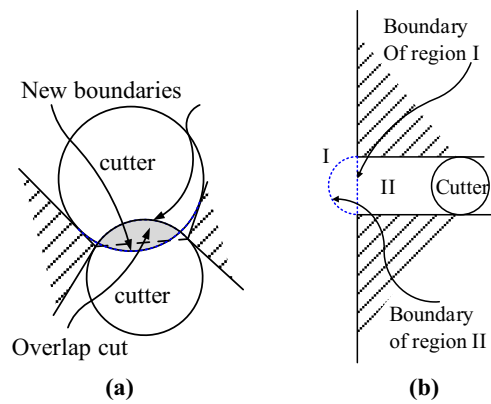 New boundaries
cutter
cutter
Overlap cut
(a)
Boundary
Of region I
I
II
Cutter
Boundary
of region II
(b)